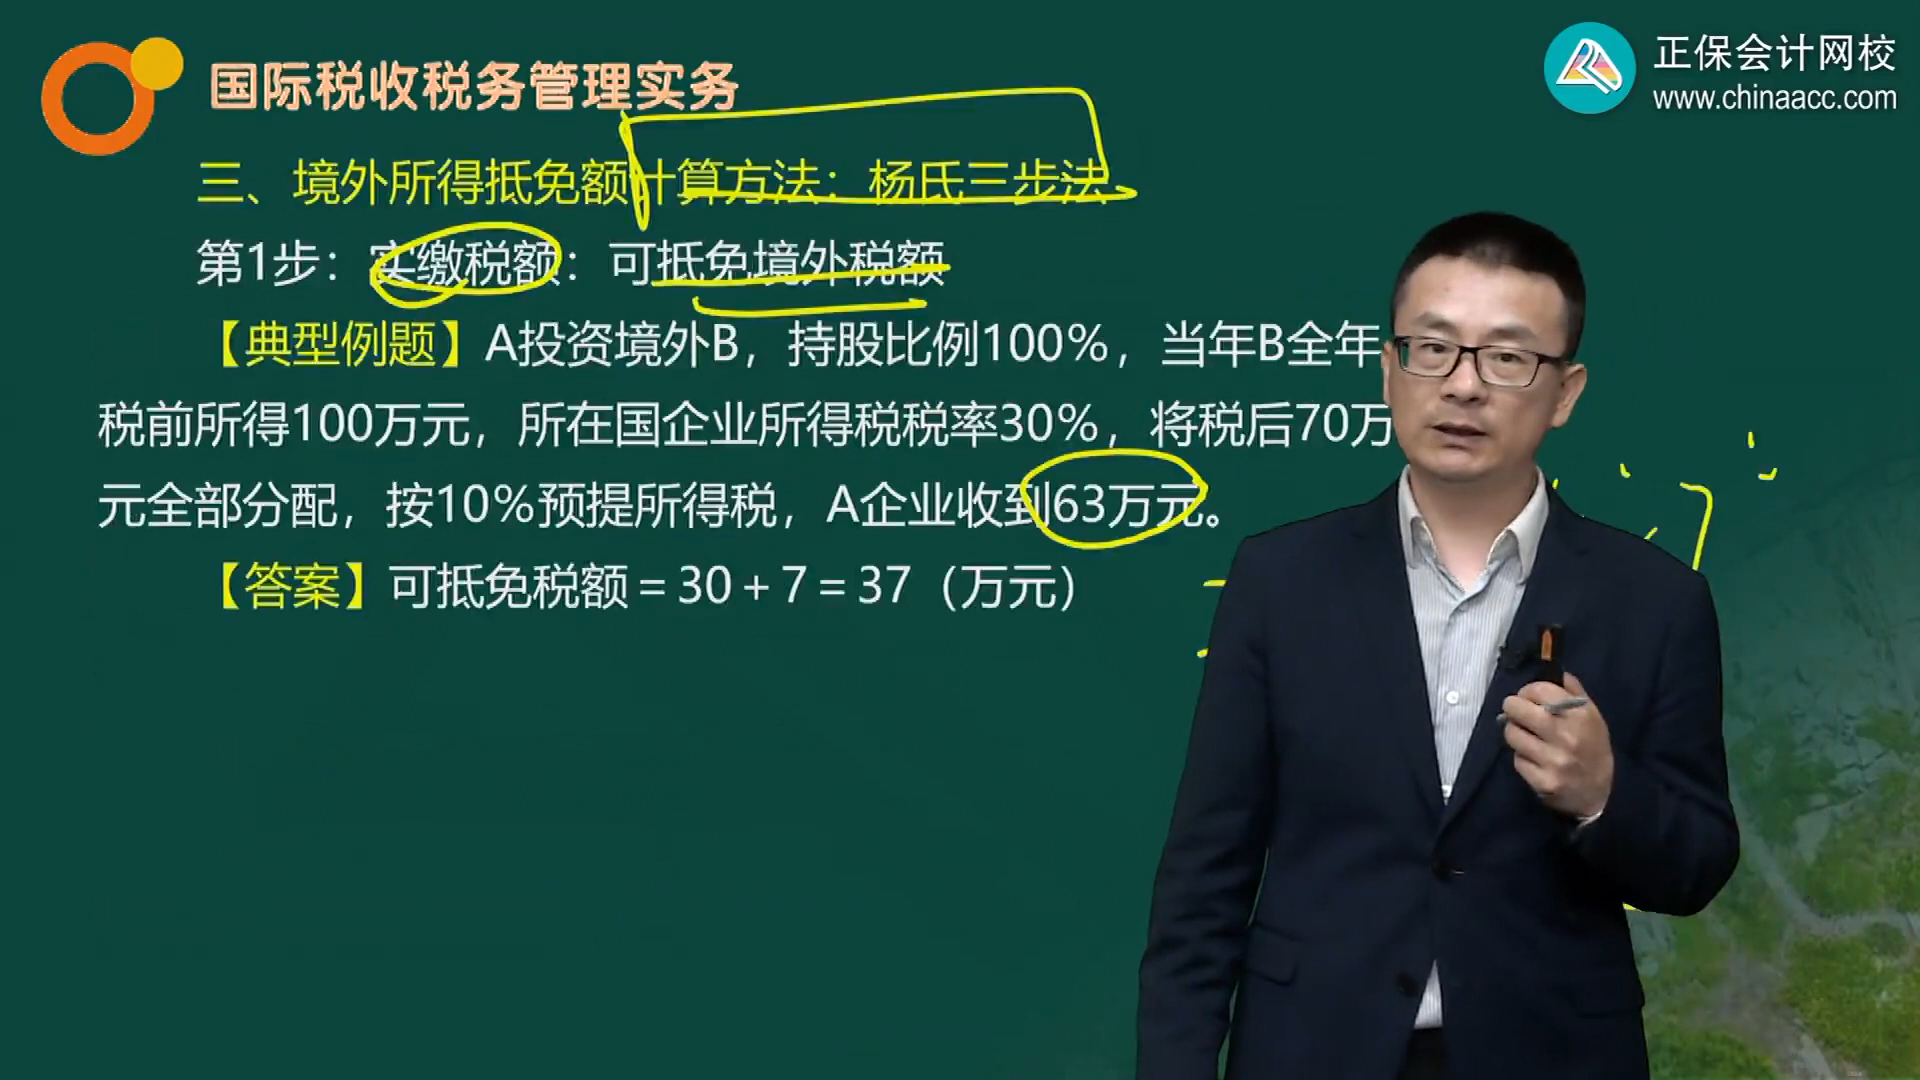 国际税收税务管理实务
正保会计网校
www.chinaacc.com
三、境外所得抵免额计算方法：杨氏三步法
第1步：实缴税额：可抵免境外税额
【典型例题】A投资境外B，持股比例100%，当年B全年
税前所得100万元，所在国企业所得税税率30%，将税后70万
元全部分配，按10%预提所得税，A企业收到63万元。
【答案】可抵免税额＝30＋7＝37（万元）